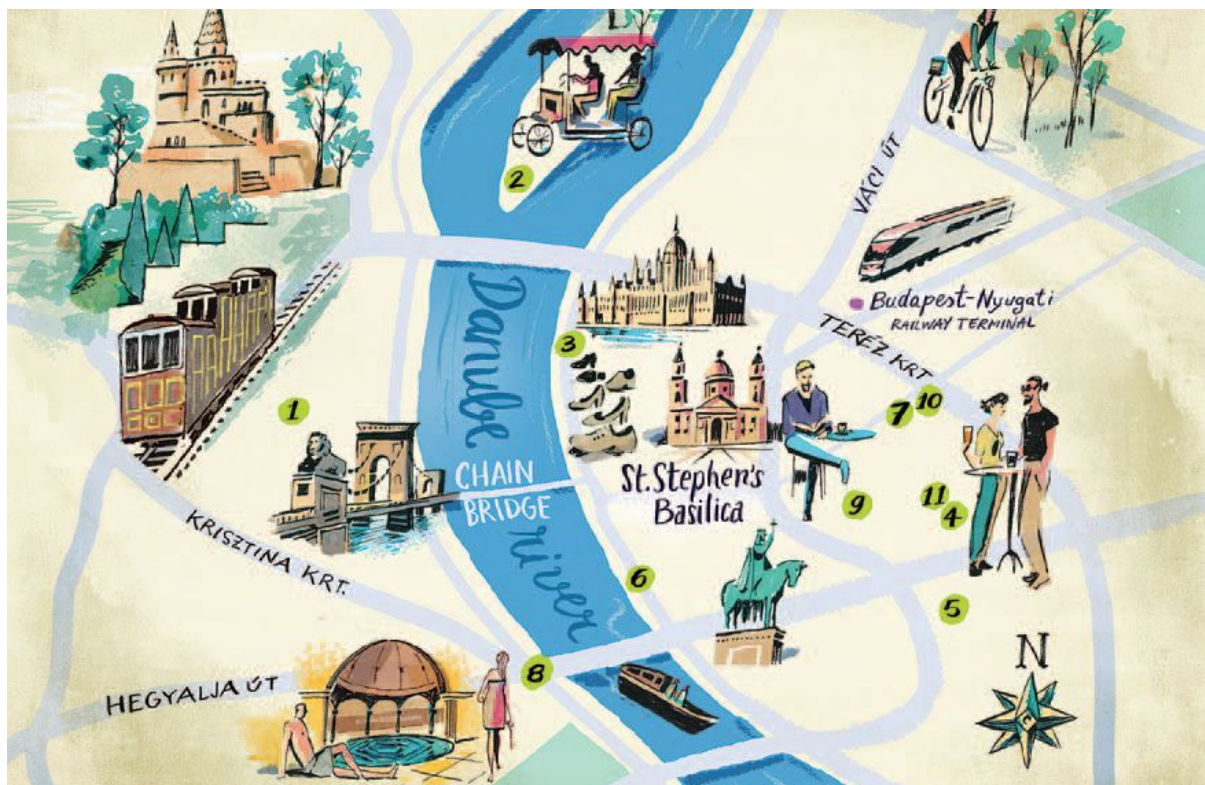 2
VÁCI ÚT
Danube
river
Budapest-Nyugati
RAILWAY TERMINAL
TERÉZ KRT
3
1
7
10
CHAIN
BRIDGE
St. Stephen's
Basilica
9
11
4
KRISZTINA KRT.
6
5
8
HEGYALJA ÚT
N